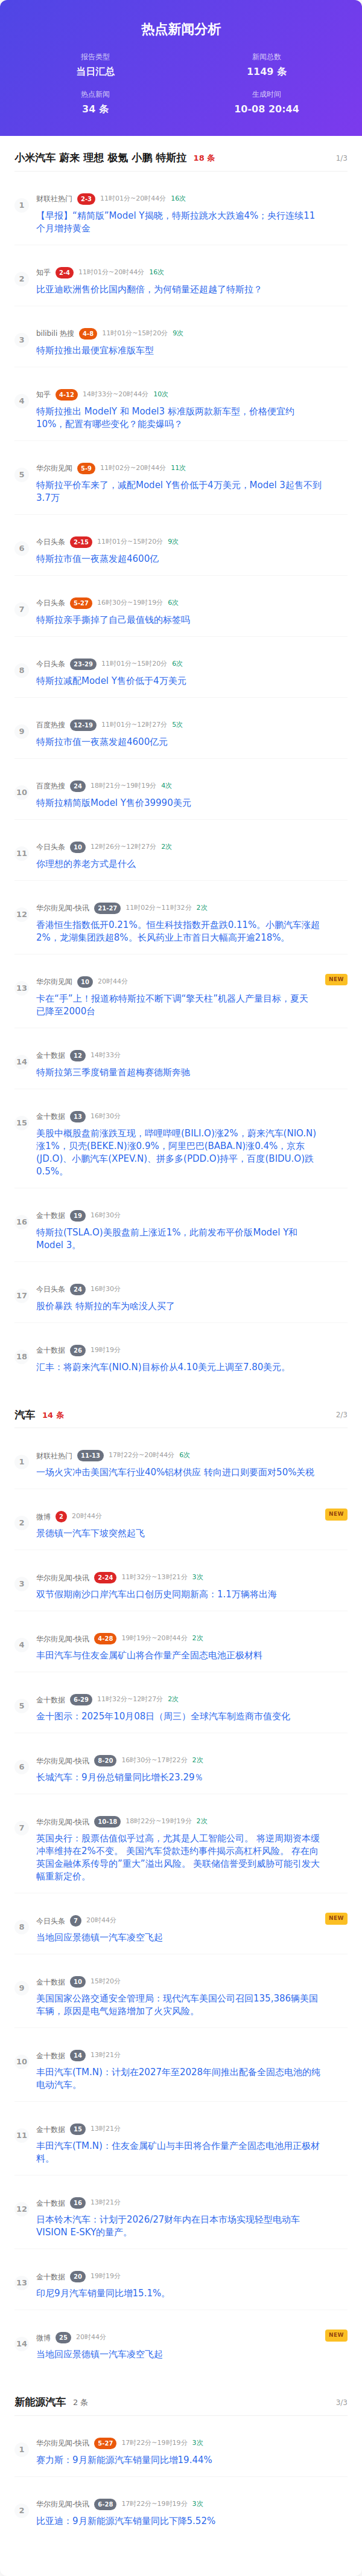 热点新闻分析
报告类型
当日汇总
新闻总数
1149 条
热点新闻
34 条
生成时间
10-08 20:44
小米汽车 蔚来 理想 极氪 小鹏 特斯拉 18 条 1/3
1
财联社热门 2-3 11时01分~20时44分 16次
【早报】“精简版”Model Y揭晓，特斯拉跳水大跌逾4%；央行连续11
个月增持黄金
2
知乎 2-4 11时01分~20时44分 16次
比亚迪欧洲售价比国内翻倍，为何销量还超越了特斯拉？
3
bilibili 热搜 4-8 11时01分~15时20分 9次
特斯拉推出最便宜标准版车型
4
知乎 4-12 14时33分~20时44分 10次
特斯拉推出 ModelY 和 Model3 标准版两款新车型，价格便宜约
10%，配置有哪些变化？能卖爆吗？
5
华尔街见闻 5-9 11时02分~20时44分 11次
特斯拉平价车来了，减配Model Y售价低于4万美元，Model 3起售不到
3.7万
6
今日头条 2-15 11时01分~15时20分 9次
特斯拉市值一夜蒸发超4600亿
7
今日头条 5-27 16时30分~19时19分 6次
特斯拉亲手撕掉了自己最值钱的标签吗
8
今日头条 23-29 11时01分~15时20分 6次
特斯拉减配Model Y售价低于4万美元
9
百度热搜 12-19 11时01分~12时27分 5次
特斯拉市值一夜蒸发超4600亿元
10
百度热搜 24 18时21分~19时19分 4次
特斯拉精简版Model Y售价39990美元
11
今日头条 10 12时26分~12时27分 2次
你理想的养老方式是什么
12
华尔街见闻-快讯 21-27 11时02分~11时32分 2次
香港恒生指数低开0.21%。恒生科技指数开盘跌0.11%。小鹏汽车涨超
2%，龙湖集团跌超8%。长风药业上市首日大幅高开逾218%。
13
华尔街见闻 10 20时44分 NEW
卡在“手”上！报道称特斯拉不断下调“擎天柱”机器人产量目标，夏天
已降至2000台
14
金十数据 12 14时33分
特斯拉第三季度销量首超梅赛德斯奔驰
15
金十数据 13 16时30分
美股中概股盘前涨跌互现，哔哩哔哩(BILI.O)涨2%，蔚来汽车(NIO.N)
涨1%，贝壳(BEKE.N)涨0.9%，阿里巴巴(BABA.N)涨0.4%，京东
(JD.O)、小鹏汽车(XPEV.N)、拼多多(PDD.O)持平，百度(BIDU.O)跌
0.5%。
16
金十数据 19 16时30分
特斯拉(TSLA.O)美股盘前上涨近1%，此前发布平价版Model Y和
Model 3。
17
今日头条 24 16时30分
股价暴跌 特斯拉的车为啥没人买了
18
金十数据 26 19时19分
汇丰：将蔚来汽车(NIO.N)目标价从4.10美元上调至7.80美元。
汽车 14 条 2/3
1
财联社热门 11-13 17时22分~20时44分 6次
一场火灾冲击美国汽车行业40%铝材供应 转向进口则要面对50%关税
2
微博 2 20时44分 NEW
景德镇一汽车下坡突然起飞
3
华尔街见闻-快讯 2-24 11时32分~13时21分 3次
双节假期南沙口岸汽车出口创历史同期新高：1.1万辆将出海
4
华尔街见闻-快讯 4-28 19时19分~20时44分 2次
丰田汽车与住友金属矿山将合作量产全固态电池正极材料
5
金十数据 6-29 11时32分~12时27分 2次
金十图示：2025年10月08日（周三）全球汽车制造商市值变化
6
华尔街见闻-快讯 8-20 16时30分~17时22分 2次
长城汽车：9月份总销量同比增长23.29％
7
华尔街见闻-快讯 10-18 18时22分~19时19分 2次
英国央行：股票估值似乎过高，尤其是人工智能公司。 将逆周期资本缓
冲率维持在2%不变。 美国汽车贷款违约事件揭示高杠杆风险。 存在向
英国金融体系传导的”重大”溢出风险。 美联储信誉受到威胁可能引发大
幅重新定价。
8
今日头条 7 20时44分 NEW
当地回应景德镇一汽车凌空飞起
9
金十数据 10 15时20分
美国国家公路交通安全管理局：现代汽车美国公司召回135,886辆美国
车辆，原因是电气短路增加了火灾风险。
10
金十数据 14 13时21分
丰田汽车(TM.N)：计划在2027年至2028年间推出配备全固态电池的纯
电动汽车。
11
金十数据 15 13时21分
丰田汽车(TM.N)：住友金属矿山与丰田将合作量产全固态电池用正极材
料。
12
金十数据 16 13时21分
日本铃木汽车：计划于2026/27财年内在日本市场实现轻型电动车
VISION E-SKY的量产。
13
金十数据 20 19时19分
印尼9月汽车销量同比增15.1%。
14
微博 25 20时44分 NEW
当地回应景德镇一汽车凌空飞起
新能源汽车 2 条 3/3
1
华尔街见闻-快讯 5-27 17时22分~19时19分 3次
赛力斯：9月新能源汽车销量同比增19.44%
2
华尔街见闻-快讯 6-28 17时22分~19时19分 3次
比亚迪：9月新能源汽车销量同比下降5.52%